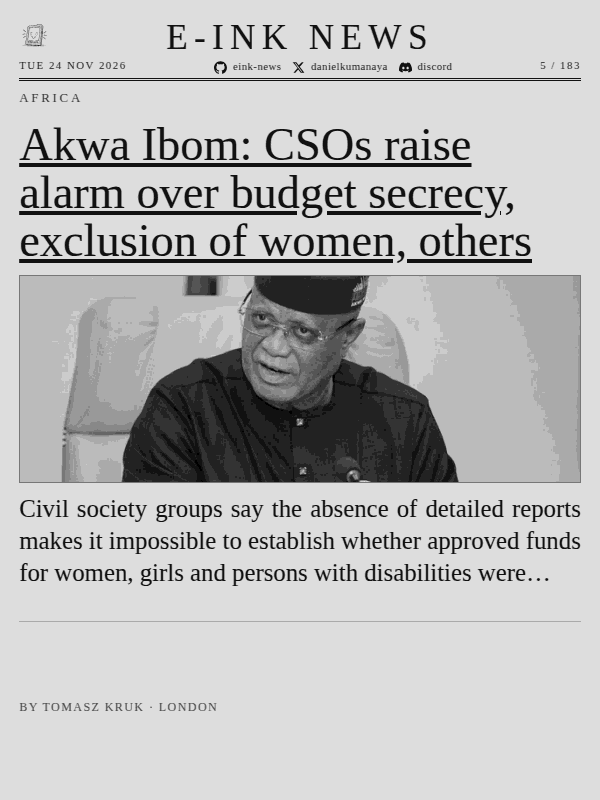 E-INK NEWS
TUE 24 NOV 2026
eink-news
danielkumanaya
discord
5 / 183
AFRICA
Akwa Ibom: CSOs raise
alarm over budget secrecy,
exclusion of women, others
Civil society groups say the absence of detailed reports
makes it impossible to establish whether approved funds
for women, girls and persons with disabilities were…
BY TOMASZ KRUK · LONDON